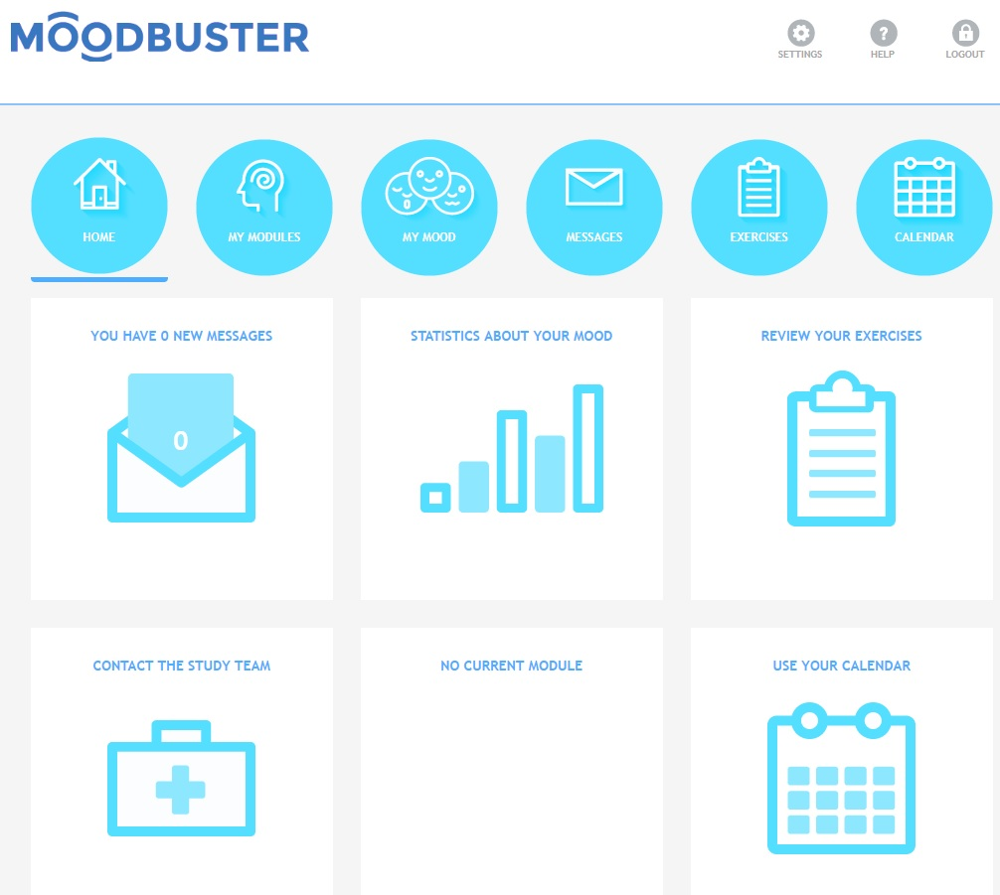 MOODBUSTER
SETTINGS
HELP
LOGOUT
HOME
MY MODULES
MY MOOD
MESSAGES
EXERCISES
CALENDAR
YOU HAVE 0 NEW MESSAGES
STATISTICS ABOUT YOUR MOOD
REVIEW YOUR EXERCISES
0
CONTACT THE STUDY TEAM
NO CURRENT MODULE
USE YOUR CALENDAR